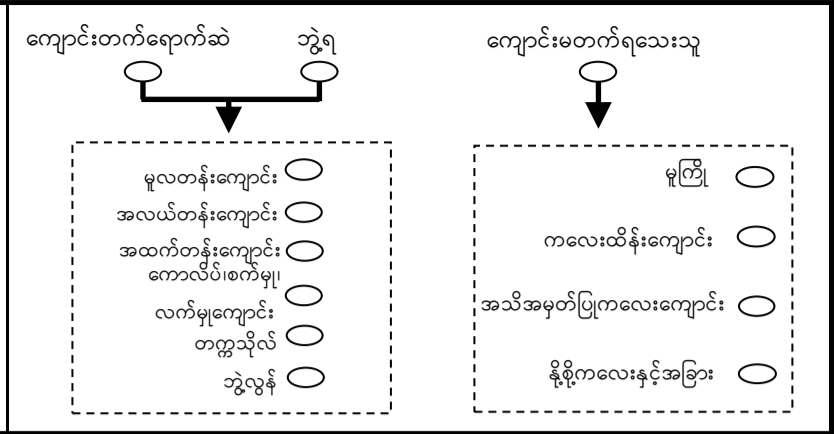 ကျောင်းတက်ရောက်ဆဲ
ဘွဲ့ရ
မူလတန်းကျောင်း
အလယ်တန်းကျောင်း
အထက်တန်းကျောင်း
ကောလိပ်၊စက်မှု၊
လက်မှုကျောင်း
တက္ကသိုလ်
ဘွဲ့လွန်
ကျောင်းမတက်ရသေးသူ
မူကြို
ကလေးထိန်းကျောင်း
အသိအမှတ်ပြုကလေးကျောင်း
နို့စို့ကလေးနှင့်အခြား